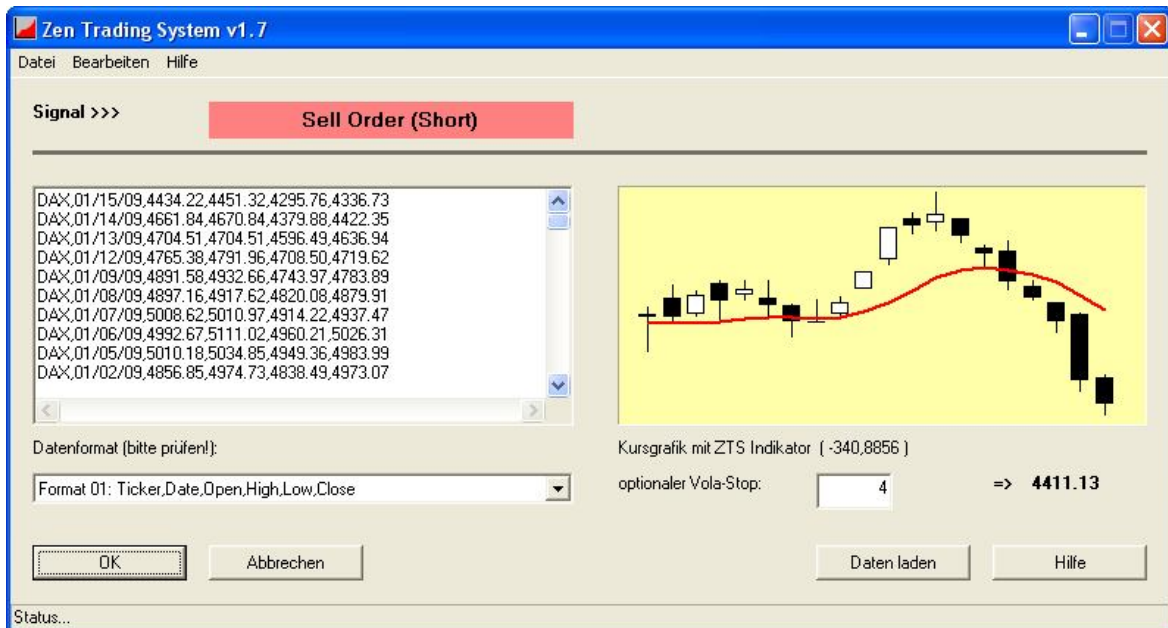 Zen Trading System v1.7
Datei Bearbeiten Hilfe
Signal >>> Sell Order (Short)
DAX,01/15/09,4434.22,4451.32,4295.76,4336.73
DAX,01/14/09,4661.84,4670.84,4379.88,4422.35
DAX,01/13/09,4704.51,4704.51,4596.49,4636.94
DAX,01/12/09,4765.38,4791.96,4708.50,4719.62
DAX,01/09/09,4891.58,4932.66,4743.97,4783.89
DAX,01/08/09,4897.16,4917.62,4820.08,4879.91
DAX,01/07/09,5008.62,5010.97,4914.22,4937.47
DAX,01/06/09,4992.67,5111.02,4960.21,5026.31
DAX,01/05/09,5010.18,5034.85,4949.36,4983.99
DAX,01/02/09,4856.85,4974.73,4838.49,4973.07
Datenformat (bitte prüfen!):
Format 01: Ticker,Date,Open,High,Low,Close
Kursgrafik mit ZTS Indikator ( -340,8856 )
optionaler Vola-Stop: 4 => 4411.13
OK Abbrechen Daten laden Hilfe
Status...